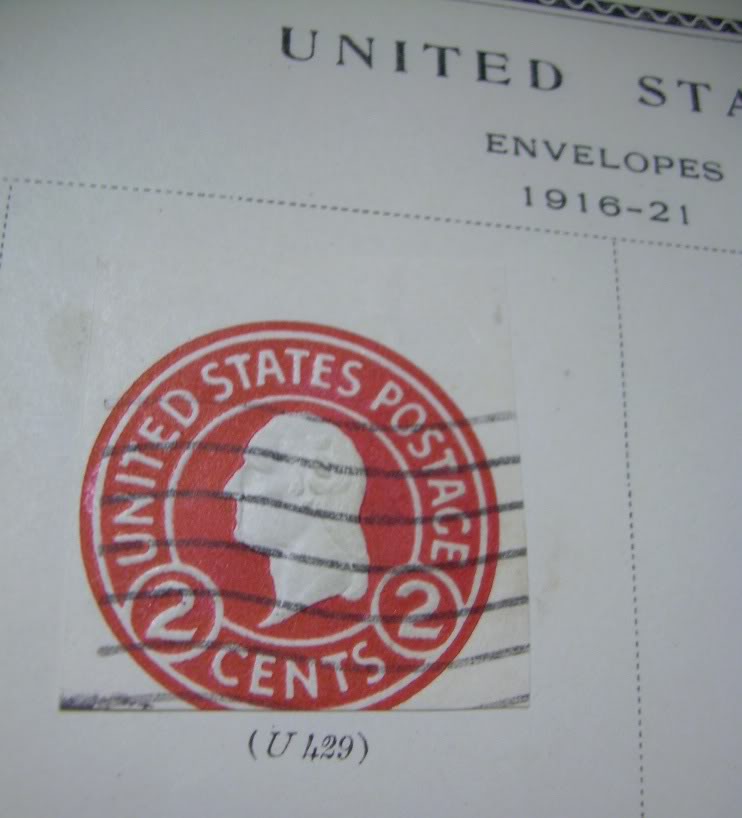 UNITED STA
ENVELOPES
1916-21
UNITED STATES POSTAGE
2 2
CENTS
(U 429)